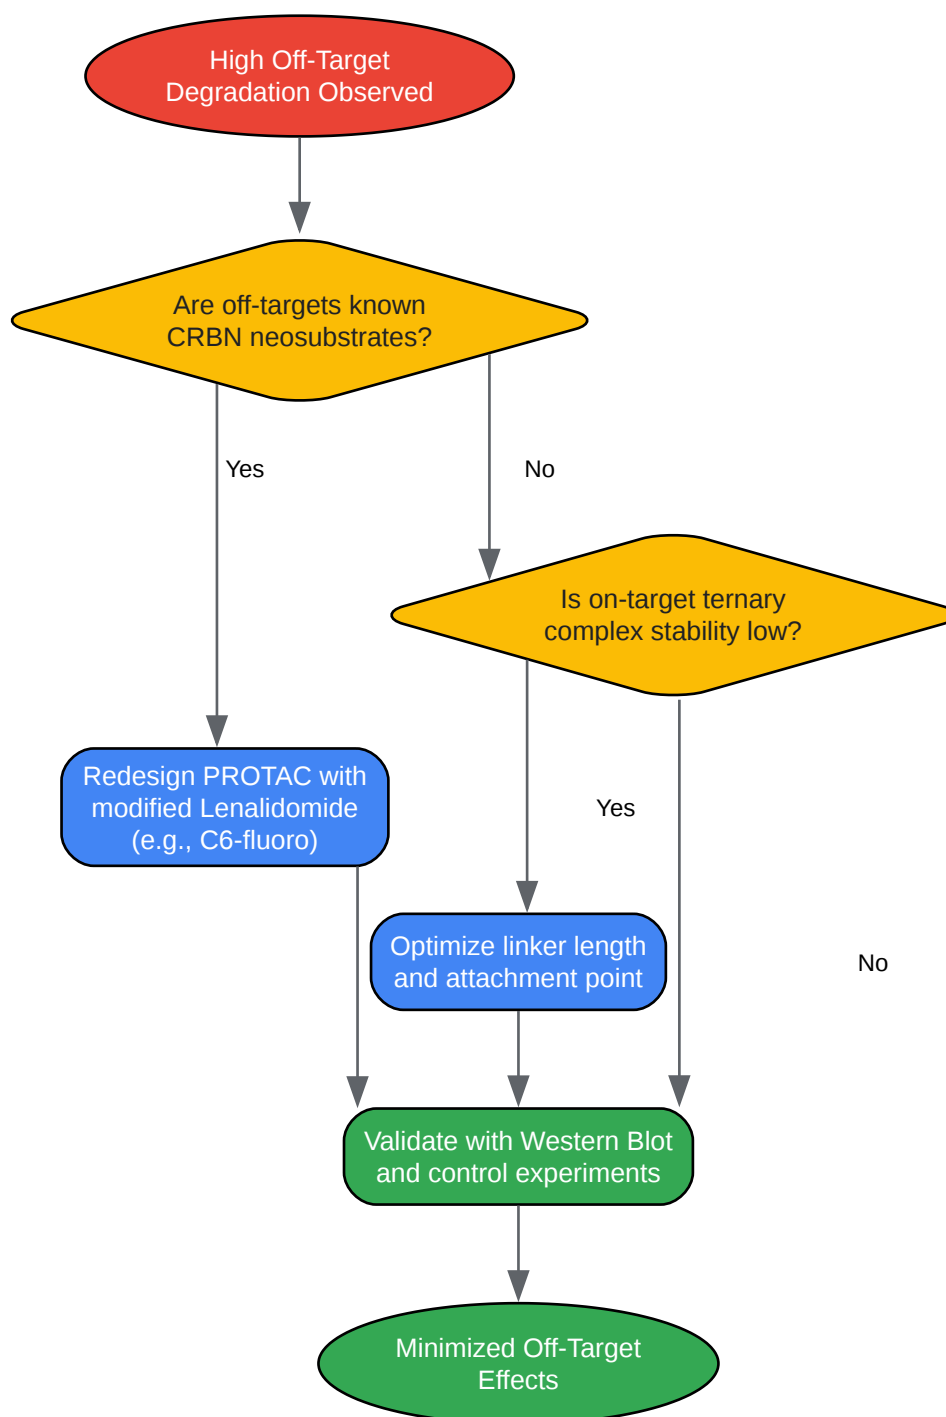 High Off-Target
Degradation Observed
Are off-targets known
CRBN neosubstrates?
Yes
No
Is on-target ternary
complex stability low?
Redesign PROTAC with
modified Lenalidomide
(e.g., C6-fluoro)
Yes
Optimize linker length
and attachment point
No
Validate with Western Blot
and control experiments
Minimized Off-Target
Effects